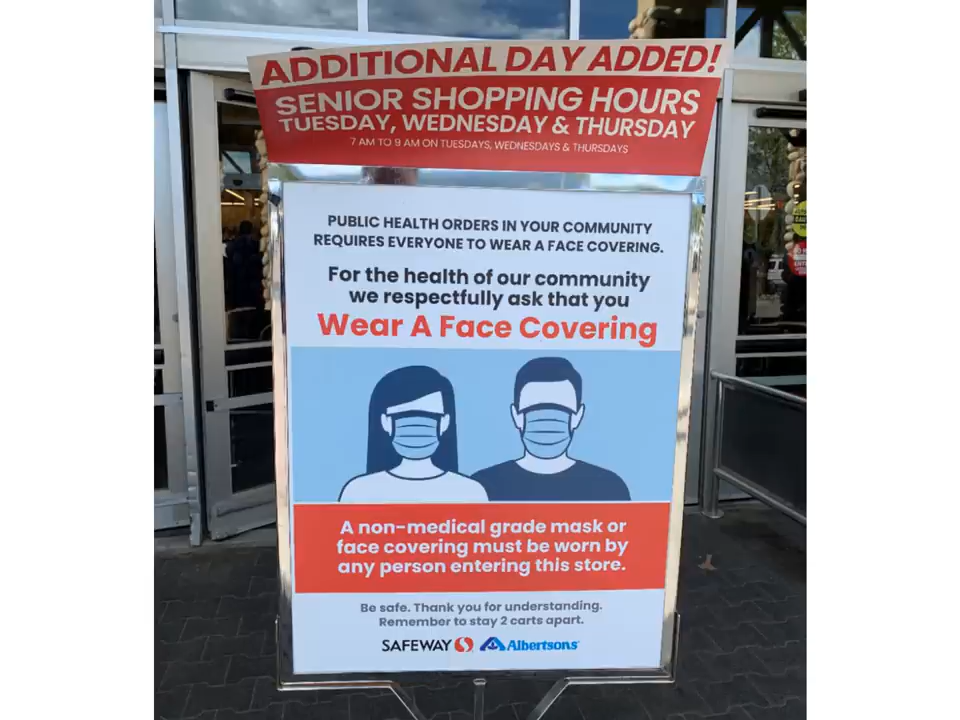 ADDITIONAL DAY ADDED!
SENIOR SHOPPING HOURS
TUESDAY, WEDNESDAY & THURSDAY
7 AM TO 9 AM ON TUESDAYS, WEDNESDAYS & THURSDAYS
PUBLIC HEALTH ORDERS IN YOUR COMMUNITY
REQUIRES EVERYONE TO WEAR A FACE COVERING.
For the health of our community
we respectfully ask that you
Wear A Face Covering
A non-medical grade mask or
face covering must be worn by
any person entering this store.
Be safe. Thank you for understanding.
Remember to stay 2 carts apart.
SAFEWAY Albertsons